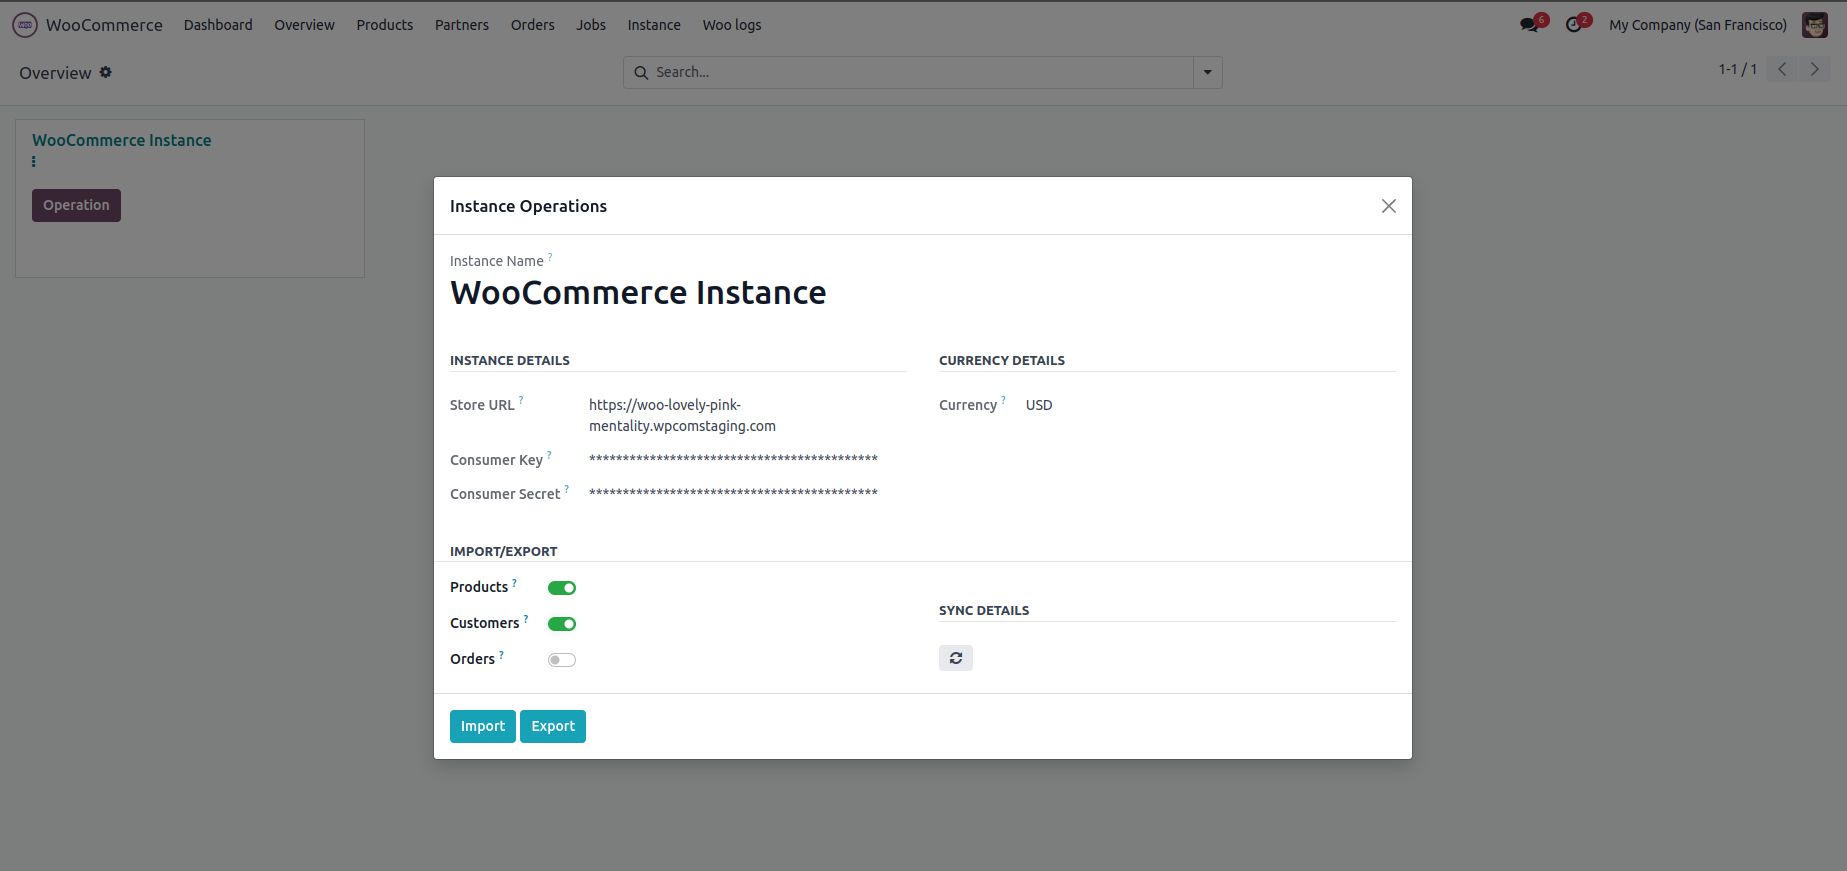 WooCommerce Dashboard Overview Products Partners Orders Jobs Instance Woo logs 6 2 My Company (San Francisco)
Overview Search... 1-1 / 1
WooCommerce Instance
Operation
Instance Operations
Instance Name ?
WooCommerce Instance
INSTANCE DETAILS CURRENCY DETAILS
Store URL ? https://woo-lovely-pink- Currency ? USD
mentality.wpcomstaging.com
Consumer Key ? *******************************************
Consumer Secret ? *******************************************
IMPORT/EXPORT
Products ?
SYNC DETAILS
Customers ?
Orders ?
Import Export